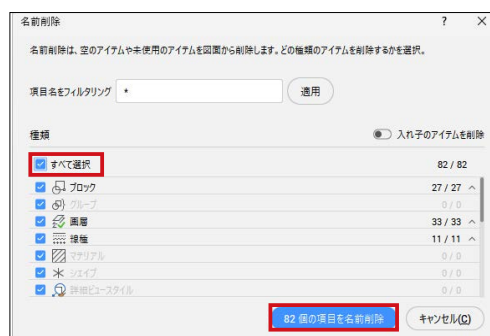 名前削除 ? ×
名前削除は、空のアイテムや未使用のアイテムを図面から削除します。どの種類のアイテムを削除するかを選択。
項目名をフィルタリング * 適用
種類 入れ子のアイテムを削除
すべて選択 82 / 82
ブロック 27 / 27
グループ 0 / 0
画層 33 / 33
線種 11 / 11
マテリアル 0 / 0
シェイプ 0 / 0
詳細ビュースタイル 0 / 0
82 個の項目を名前削除 キャンセル(C)